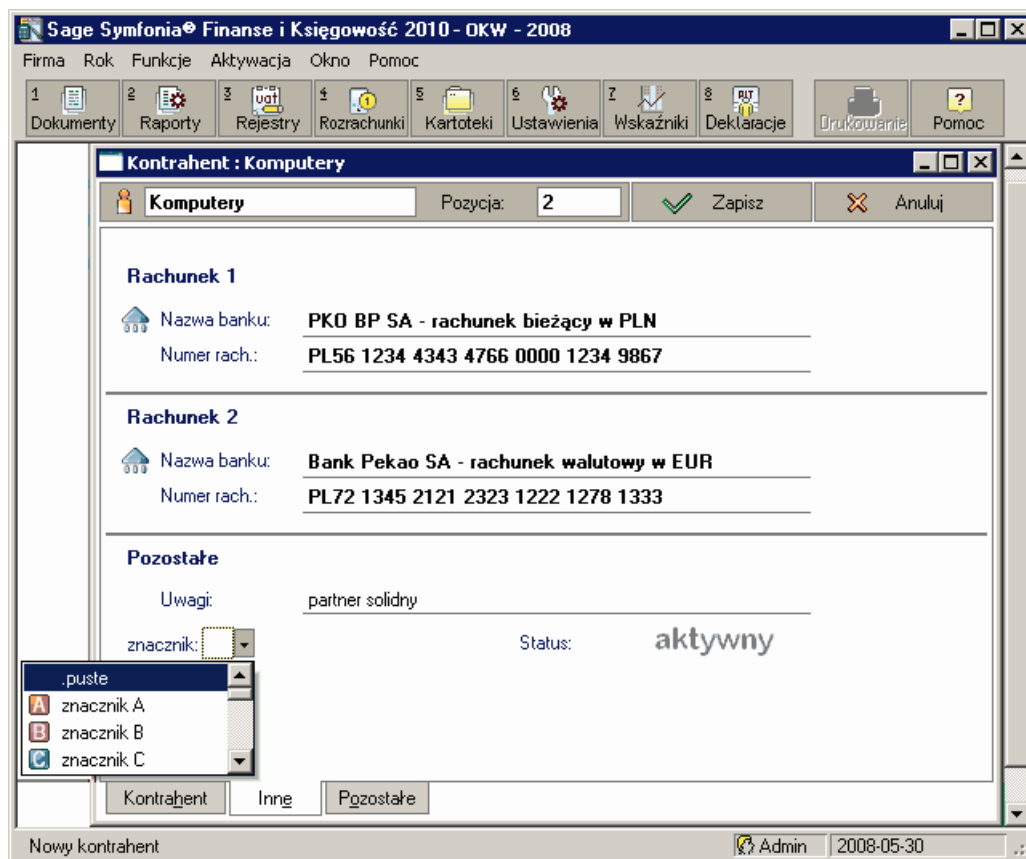 Sage Symfonia® Finanse i Księgowość 2010 - OKW - 2008
Firma Rok Funkcje Aktywacja Okno Pomoc
1 2 3 vat 4 5 6 7 8 PIT ?
Dokumenty Raporty Rejestry Rozrachunki Kartoteki Ustawienia Wskaźniki Deklaracje Drukowanie Pomoc
Kontrahent : Komputery
Komputery Pozycja: 2 Zapisz Anuluj
Rachunek 1
Nazwa banku: PKO BP SA - rachunek bieżący w PLN
Numer rach.: PL56 1234 4343 4766 0000 1234 9867
Rachunek 2
Nazwa banku: Bank Pekao SA - rachunek walutowy w EUR
Numer rach.: PL72 1345 2121 2323 1222 1278 1333
Pozostałe
Uwagi: partner solidny
znacznik: Status: aktywny
.puste
A znacznik A
B znacznik B
C znacznik C
Kontrahent Inne Pozostałe
Nowy kontrahent Admin 2008-05-30